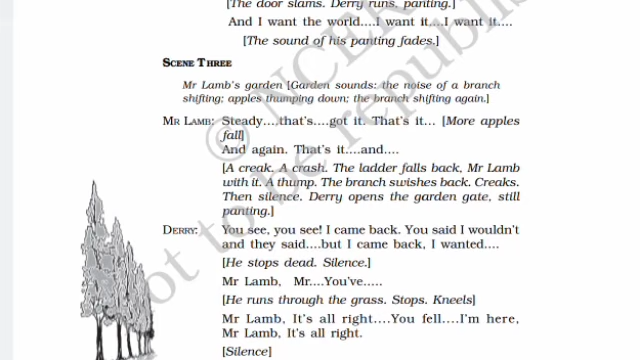 [The door slams. Derry runs, panting.]
And I want the world....I want it....I want it....
[The sound of his panting fades.]
SCENE THREE
Mr Lamb's garden [Garden sounds: the noise of a branch
shifting; apples thumping down; the branch shifting again.]
MR LAMB: Steady....that's....got it. That's it... [More apples
fall]
And again. That's it....and....
[A creak. A crash. The ladder falls back, Mr Lamb
with it. A thump. The branch swishes back. Creaks.
Then silence. Derry opens the garden gate, still
panting.]
DERRY: You see, you see! I came back. You said I wouldn't
and they said....but I came back, I wanted....
[He stops dead. Silence.]
Mr Lamb, Mr....You've.....
[He runs through the grass. Stops. Kneels]
Mr Lamb, It's all right....You fell....I'm here,
Mr Lamb, It's all right.
[Silence]
© NCERT
not to be republis